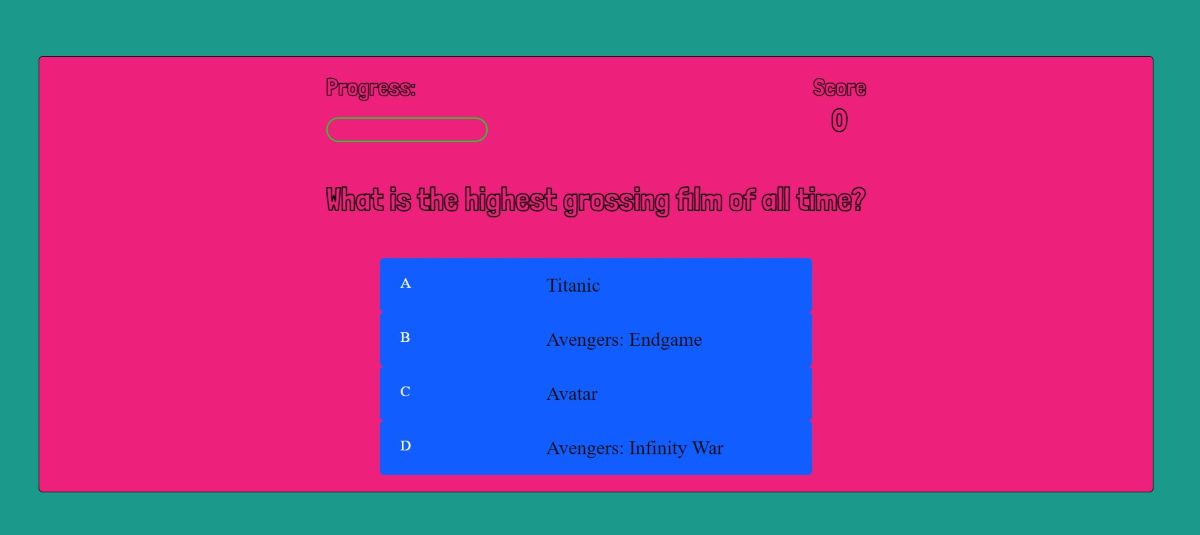 Progress:
Score
0
What is the highest grossing film of all time?
A Titanic
B Avengers: Endgame
C Avatar
D Avengers: Infinity War